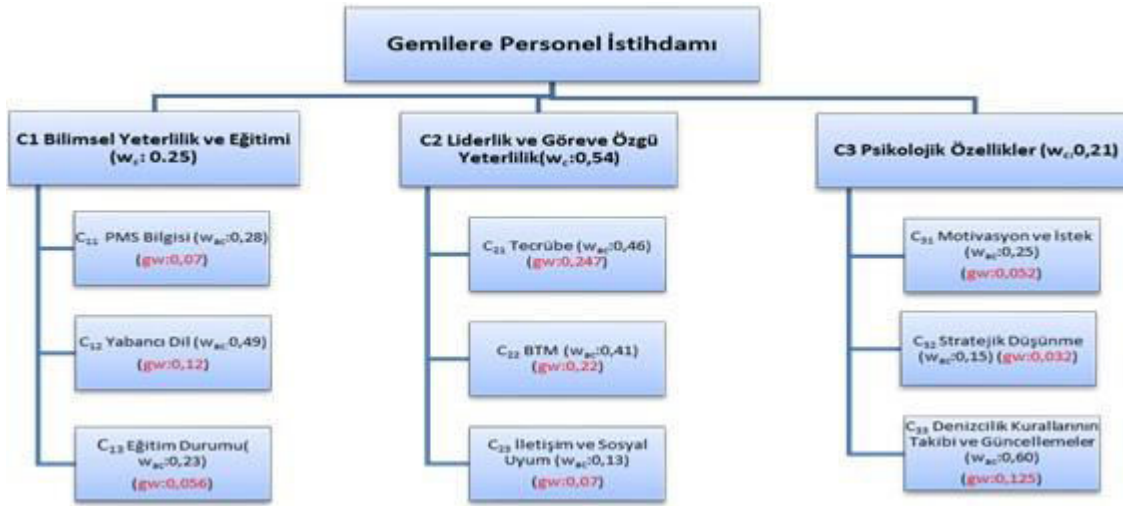 Gemilere Personel İstihdamı
C1 Bilimsel Yeterlilik ve Eğitimi
(wc: 0.25)
C11 PMS Bilgisi (wac:0,28)
(gw:0,07)
C12 Yabancı Dil (wac:0,49)
(gw:0,12)
C13 Eğitim Durumu(
wac:0,23)
(gw:0,056)
C2 Liderlik ve Göreve Özgü
Yeterlilik(wc:0,54)
C21 Tecrübe (wac:0,46)
(gw:0,247)
C22 BTM (wac:0,41)
(gw:0,22)
C23 İletişim ve Sosyal
Uyum (wac:0,13)
(gw:0,07)
C3 Psikolojik Özellikler (wc:0,21)
C31 Motivasyon ve İstek
(wac:0,25)
(gw:0,052)
C32 Stratejik Düşünme
(wac:0,15) (gw:0,032)
C33 Denizcilik Kurallarının
Takibi ve Güncellemeler
(wac:0,60)
(gw:0,125)